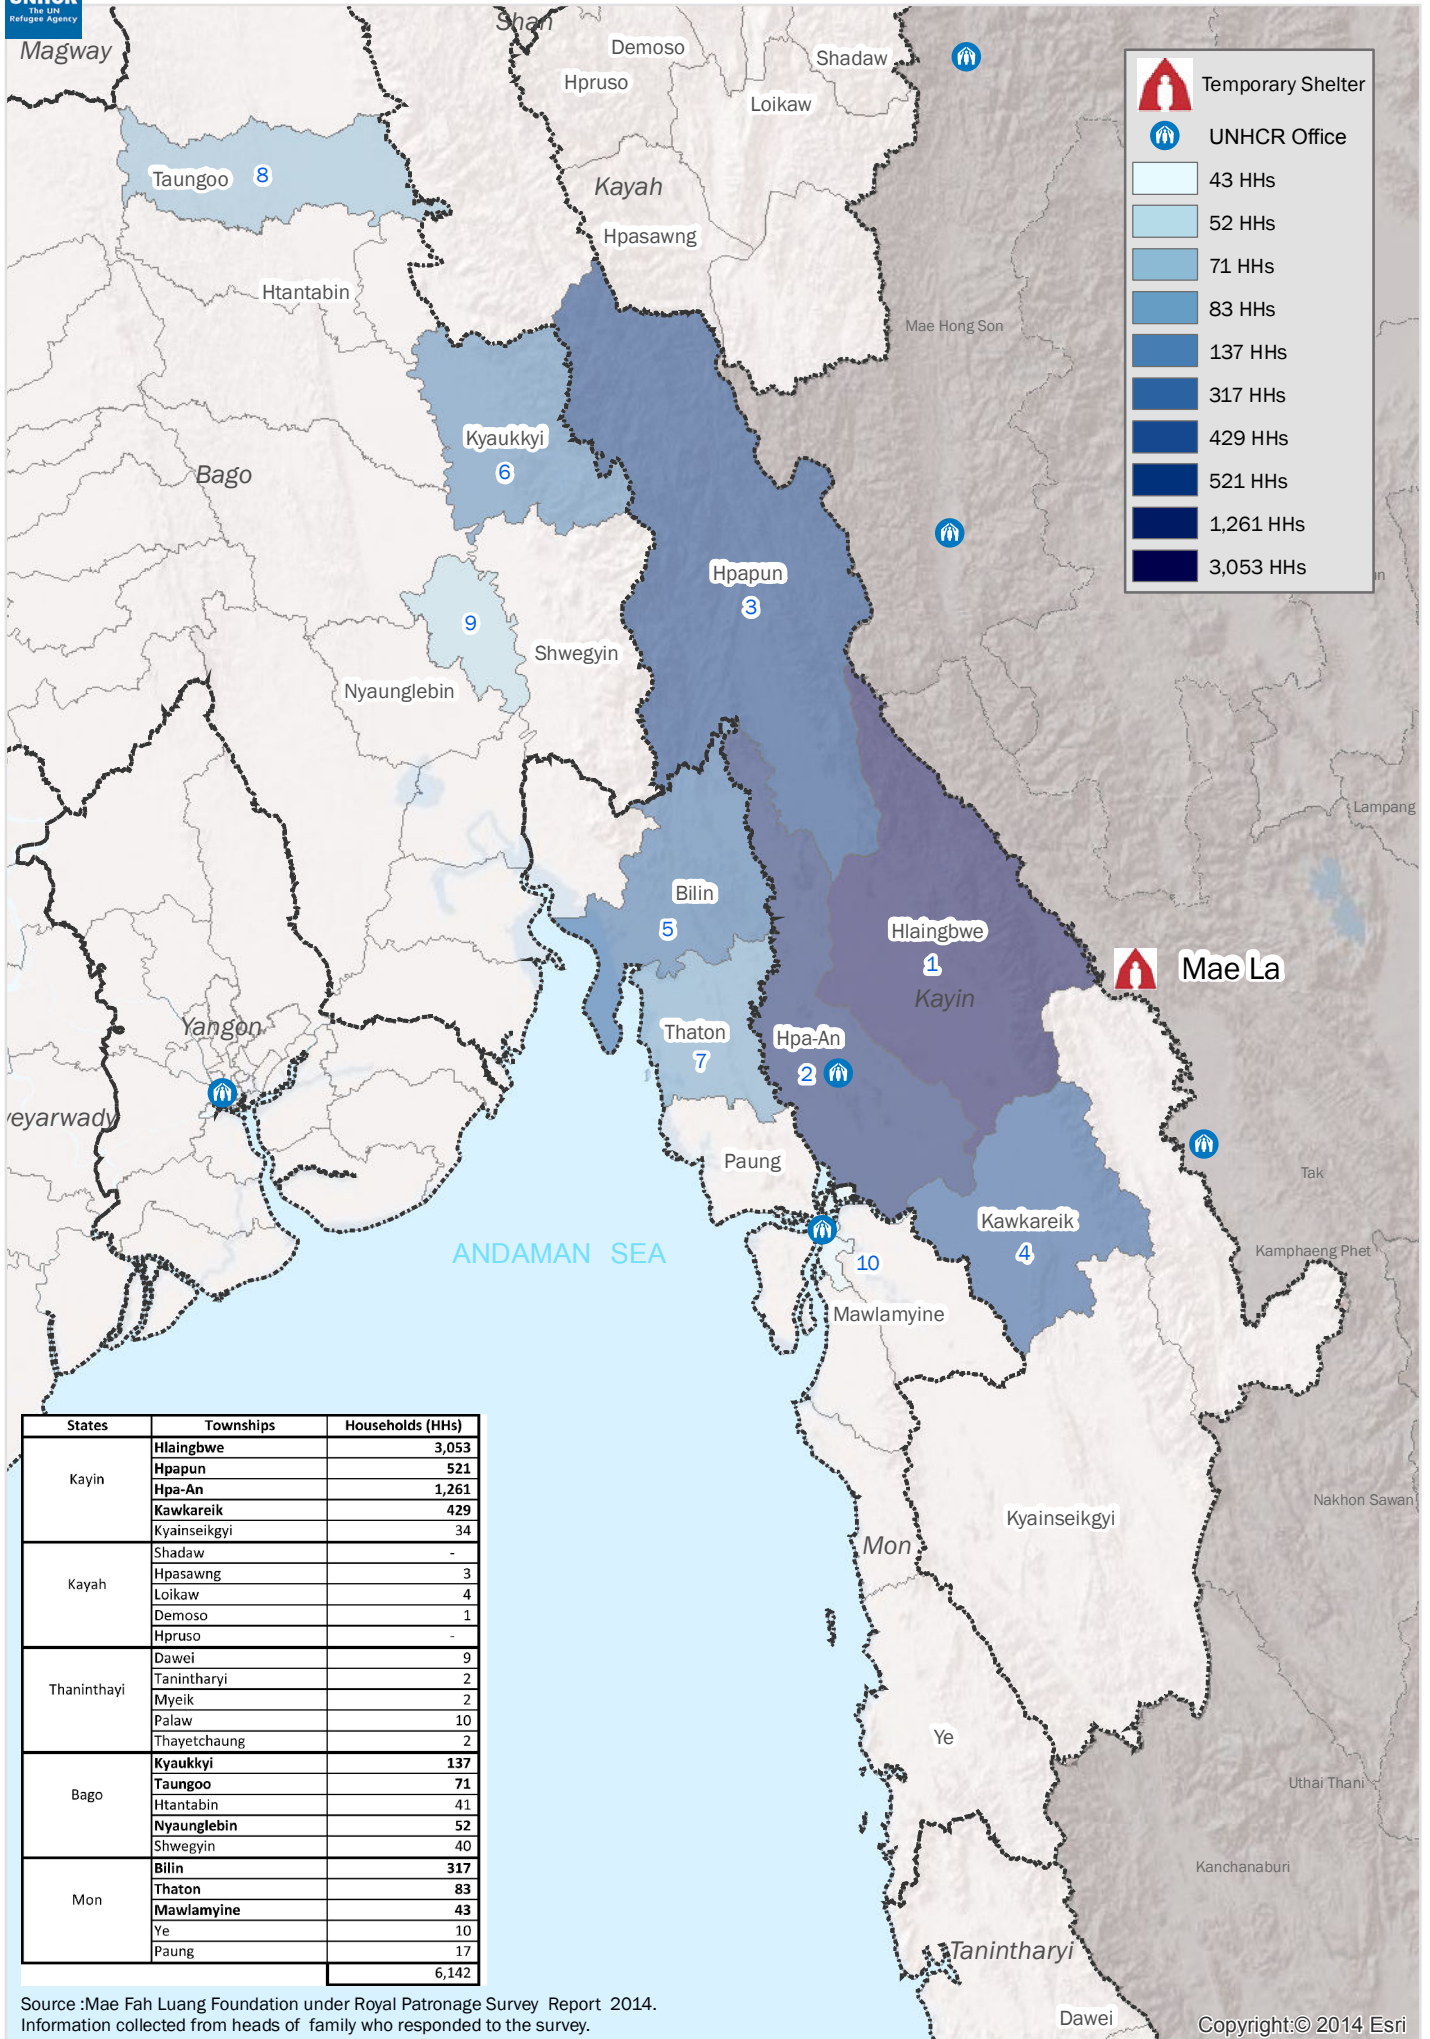 UNHCR
The UN
Refugee Agency
Magway
Shan
Demoso
Shadaw
Hpruso
Loikaw
Kayah
Hpasawng
Taungoo 8
Htantabin
Mae Hong Son
Temporary Shelter
UNHCR Office
43 HHs
52 HHs
71 HHs
83 HHs
137 HHs
317 HHs
429 HHs
521 HHs
1,261 HHs
3,053 HHs
Kyaukkyi
6
Bago
Hpapun
3
9
Shwegyin
Nyaunglebin
Lampang
Bilin
5
Hlaingbwe
1
Kayin
Mae La
Yangon
Thaton
7
Hpa-An
2
veyarwady
Paung
Tak
Kawkareik
4
Kamphaeng Phet
ANDAMAN SEA
10
Mawlamyine
Nakhon Sawan
Kyainseikgyi
Mon
Ye
Uthai Thani
Kanchanaburi
Tanintharyi
Dawei
States Townships Households (HHs)
Kayin
Hlaingbwe 3,053
Hpapun 521
Hpa-An 1,261
Kawkareik 429
Kyainseikgyi 34
Kayah
Shadaw -
Hpasawng 3
Loikaw 4
Demoso 1
Hpruso -
Thaninthayi
Dawei 9
Tanintharyi 2
Myeik 2
Palaw 10
Thayetchaung 2
Bago
Kyaukkyi 137
Taungoo 71
Htantabin 41
Nyaunglebin 52
Shwegyin 40
Mon
Bilin 317
Thaton 83
Mawlamyine 43
Ye 10
Paung 17
6,142
Source :Mae Fah Luang Foundation under Royal Patronage Survey Report 2014.
Information collected from heads of family who responded to the survey.
Copyright:© 2014 Esri